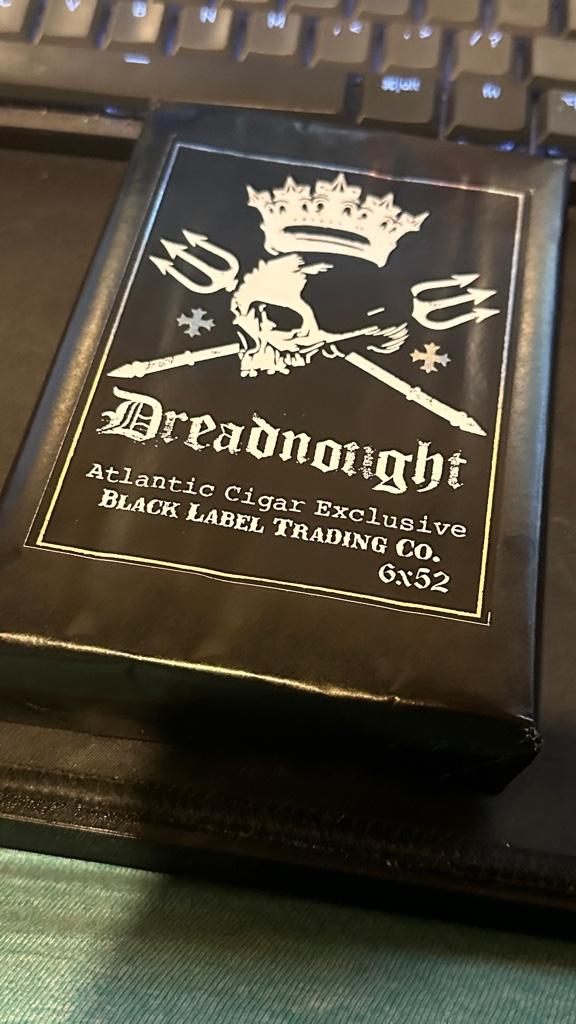 V B N M
Dreadnought
Atlantic Cigar Exclusive
Black Label Trading Co.
6x52